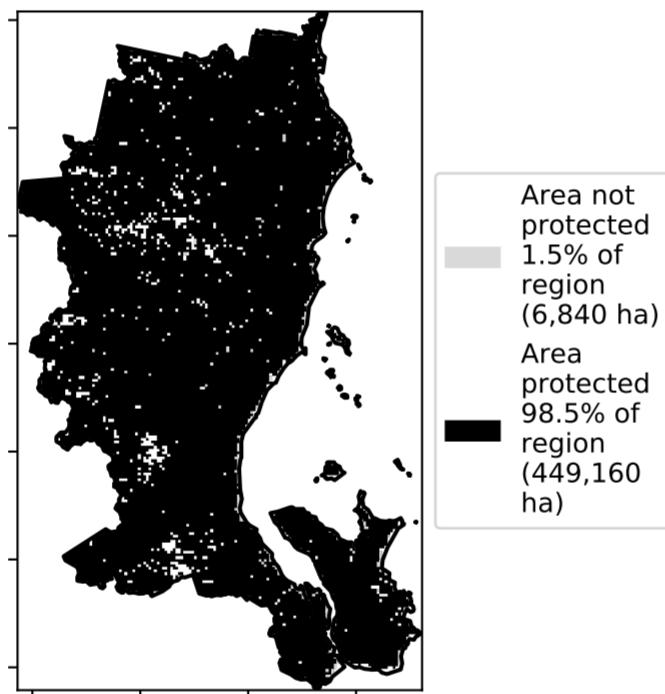 Area not
protected
1.5% of
region
(6,840 ha)
Area
protected
98.5% of
region
(449,160
ha)